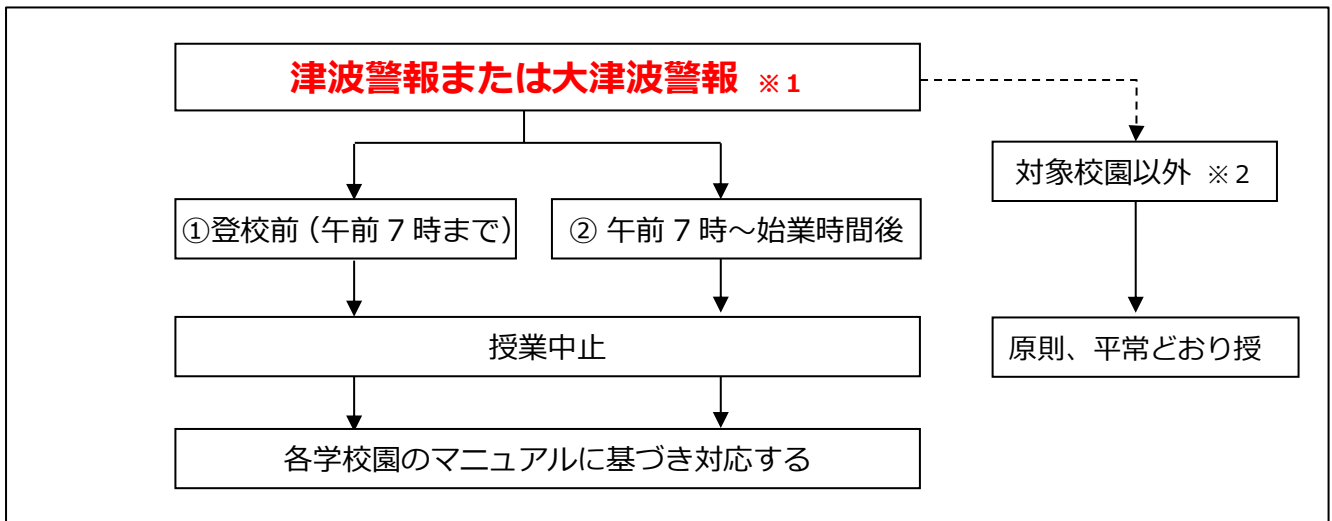 津波警報または大津波警報 ※1
対象校園以外 ※2
①登校前（午前7時まで）
② 午前7時～始業時間後
授業中止
原則、平常どおり授
各学校園のマニュアルに基づき対応する